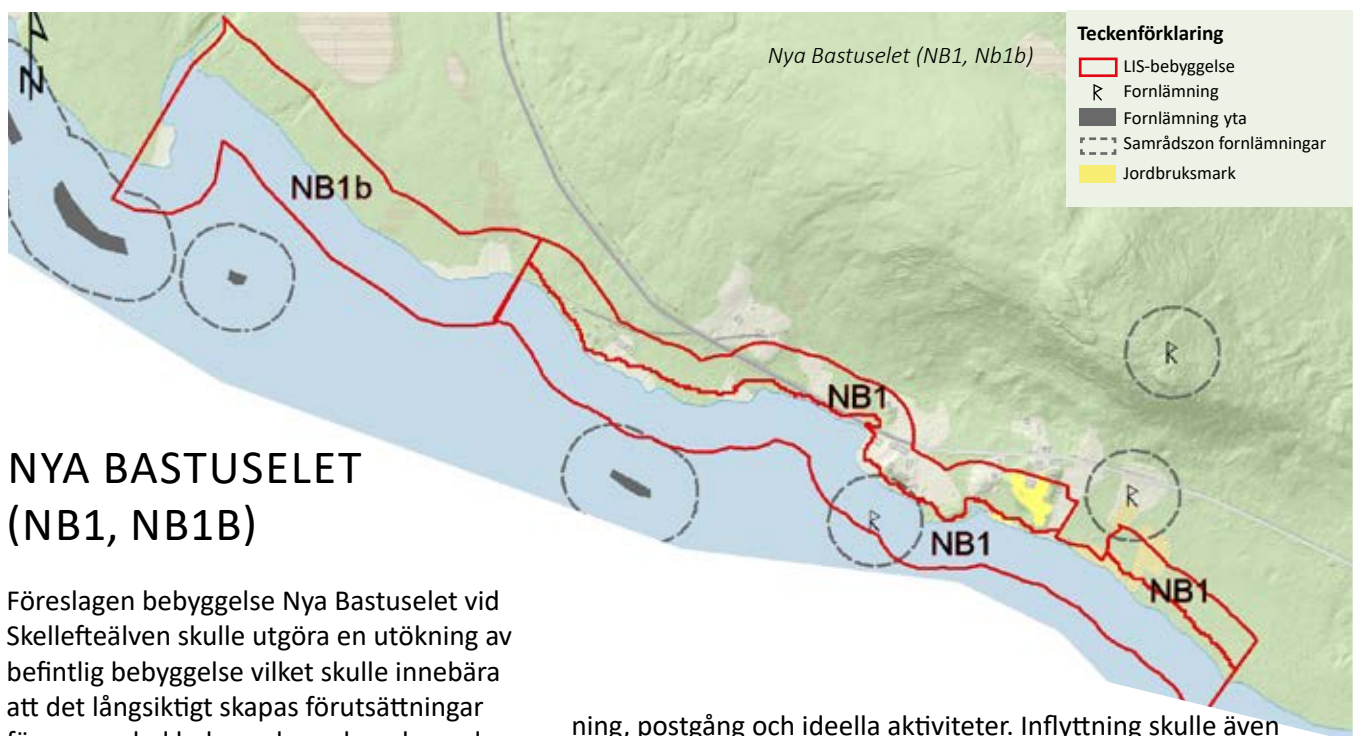 N
Nya Bastuselet (NB1, Nb1b)
Teckenförklaring
LIS-bebyggelse
R Fornlämning
Fornlämning yta
Samrådszon fornlämningar
Jordbruksmark
NB1b
NB1
R
R
R
NB1
NB1
NYA BASTUSELET
(NB1, NB1B)
Föreslagen bebyggelse Nya Bastuselet vid
Skellefteälven skulle utgöra en utökning av
befintlig bebyggelse vilket skulle innebära
att det långsiktigt skapas förutsättningar
ning, postgång och ideella aktiviteter. Inflyttning skulle även